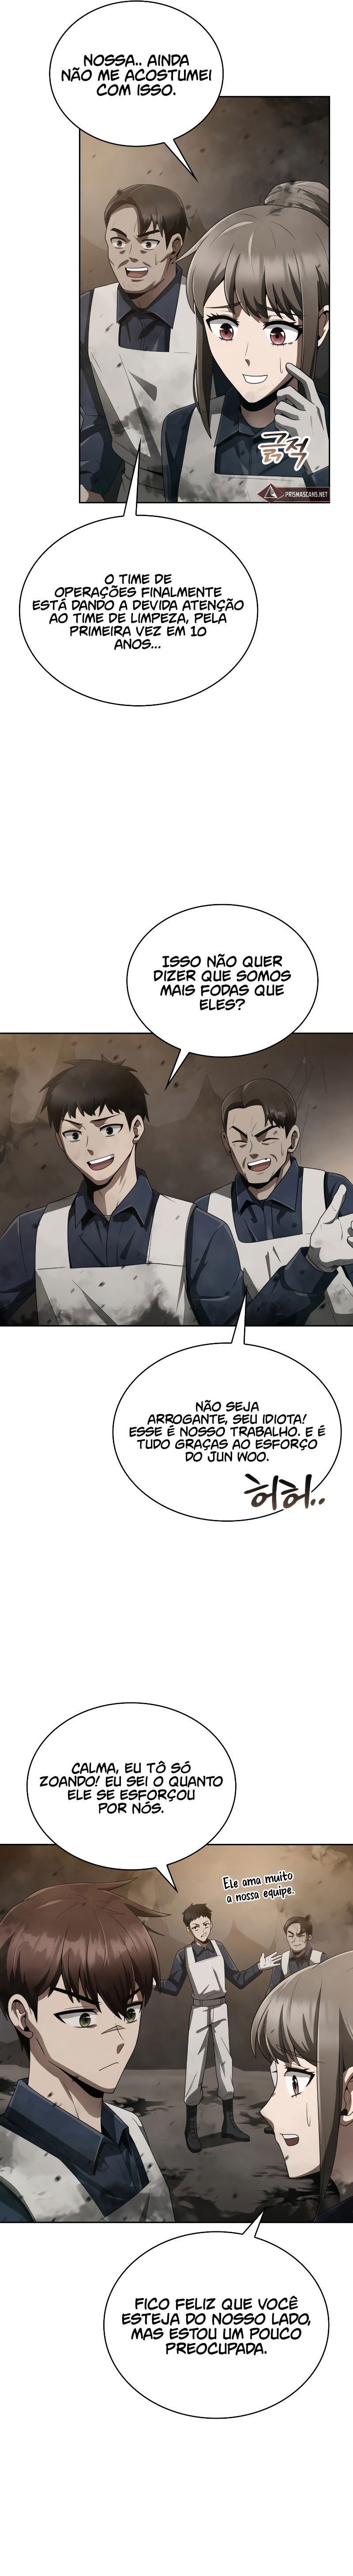 NOSSA.. AINDA
NÃO ME ACOSTUMEI
COM ISSO.
긁적
PRISMASCANS.NET
O TIME DE
OPERAÇÕES FINALMENTE
ESTÁ DANDO A DEVIDA ATENÇÃO
AO TIME DE LIMPEZA, PELA
PRIMEIRA VEZ EM 10
ANOS...
ISSO NÃO QUER
DIZER QUE SOMOS
MAIS FODAS QUE
ELES?
NÃO SEJA
ARROGANTE, SEU IDIOTA!
ESSE É NOSSO TRABALHO. E É
TUDO GRAÇAS AO ESFORÇO
DO JUN WOO.
허허..
CALMA, EU TÔ SÓ
ZOANDO! EU SEI O QUANTO
ELE SE ESFORÇOU
POR NÓS.
Ele ama muito
a nossa equipe.
FICO FELIZ QUE VOCÊ
ESTEJA DO NOSSO LADO,
MAS ESTOU UM POUCO
PREOCUPADA.